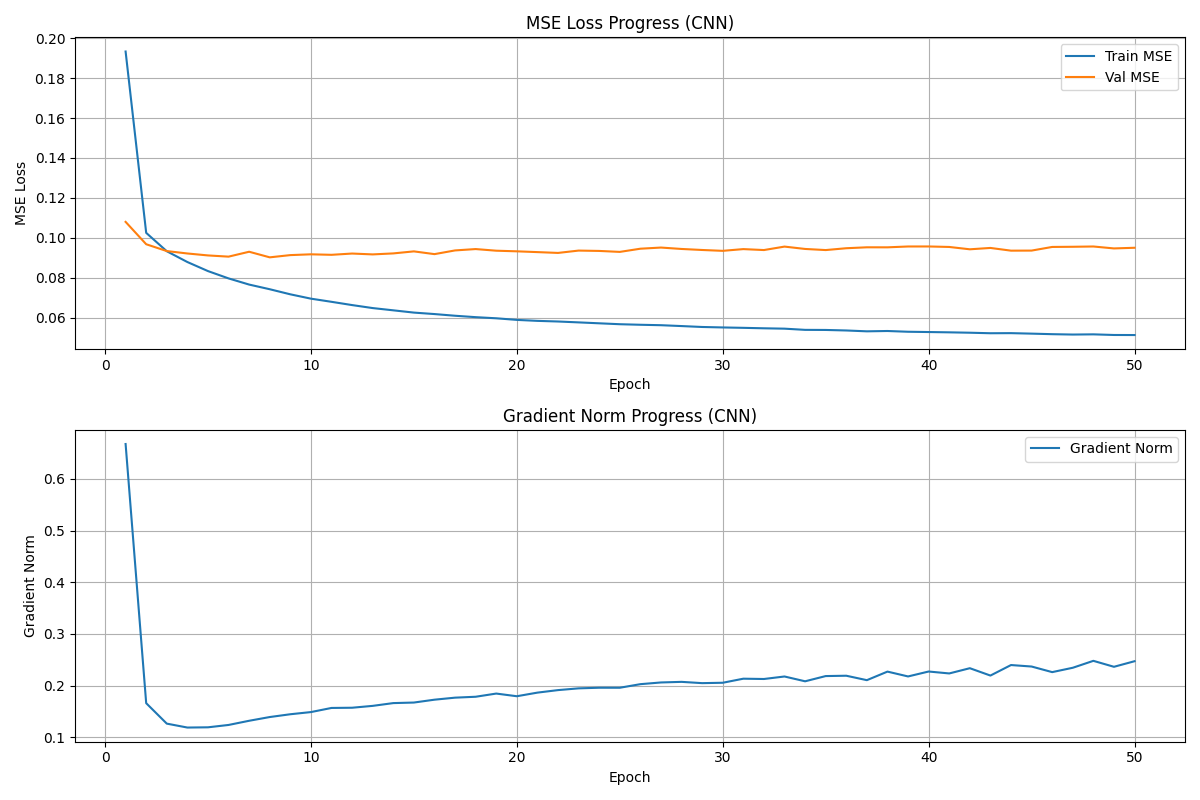 MSE Loss Progress (CNN)
0.20
0.18
0.16
0.14
0.12
0.10
0.08
0.06
MSE Loss
Train MSE
Val MSE
0
10
20
30
40
50
Epoch
Gradient Norm Progress (CNN)
0.6
0.5
0.4
0.3
0.2
0.1
Gradient Norm
Gradient Norm
0
10
20
30
40
50
Epoch